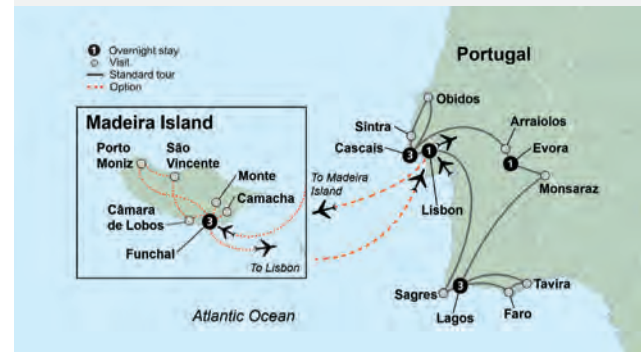 1 Overnight stay
Visit
Standard tour
Option
Portugal
Madeira Island
Porto
Moniz
São
Vincente
Monte
Camacha
Câmara
de Lobos
3
Funchal
To Madeira
Island
To Lisbon
Atlantic Ocean
Obidos
Sintra
Cascais
3
1
Lisbon
Arraiolos
1
Evora
Monsaraz
Sagres
3
Lagos
Tavira
Faro